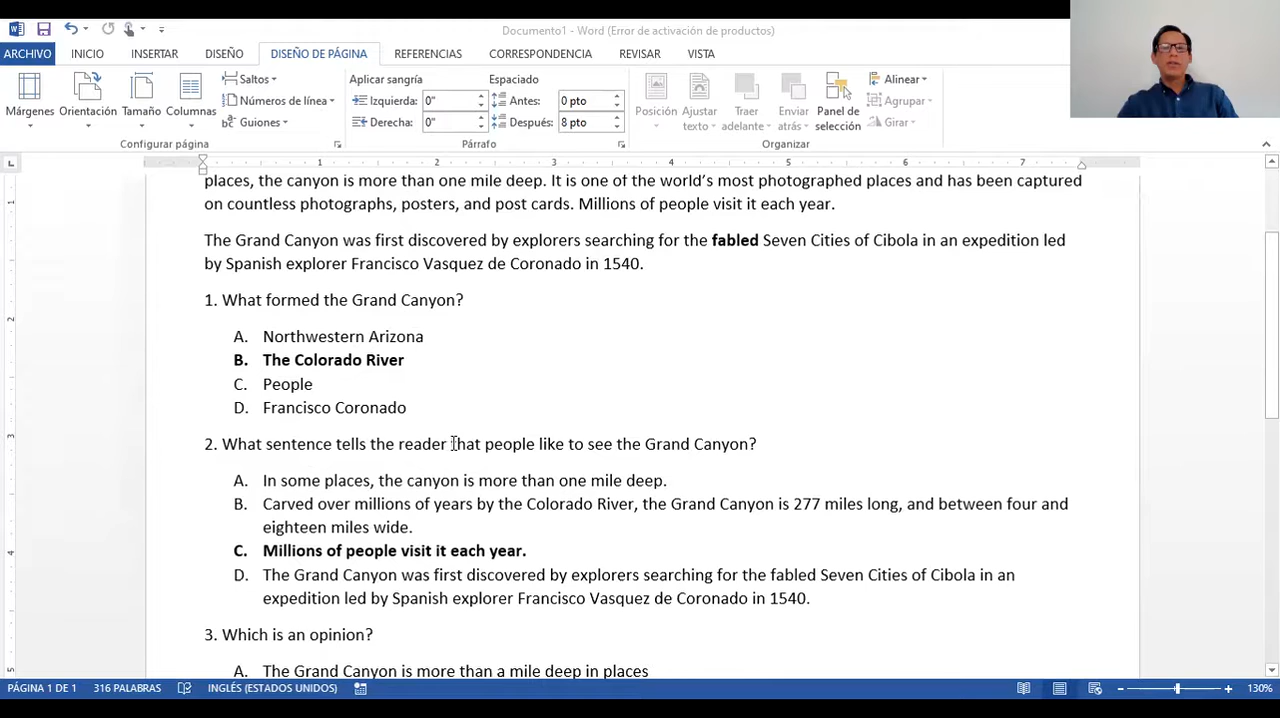 Documento1 - Word (Error de activación de productos)
ARCHIVO INICIO INSERTAR DISEÑO DISEÑO DE PÁGINA REFERENCIAS CORRESPONDENCIA REVISAR VISTA
Márgenes Orientación Tamaño Columnas
Saltos
Números de línea
Guiones
Configurar página
Aplicar sangría
Izquierda: 0"
Derecha: 0"
Espaciado
Antes: 0 pto
Después: 8 pto
Párrafo
Posición
Ajustar texto
Traer adelante
Enviar atrás
Panel de selección
Alinear
Agrupar
Girar
Organizar
1 2 3 4 5 6 7
places, the canyon is more than one mile deep. It is one of the world's most photographed places and has been captured
on countless photographs, posters, and post cards. Millions of people visit it each year.
The Grand Canyon was first discovered by explorers searching for the fabled Seven Cities of Cibola in an expedition led
by Spanish explorer Francisco Vasquez de Coronado in 1540.
1. What formed the Grand Canyon?
A. Northwestern Arizona
B. The Colorado River
C. People
D. Francisco Coronado
2. What sentence tells the reader that people like to see the Grand Canyon?
A. In some places, the canyon is more than one mile deep.
B. Carved over millions of years by the Colorado River, the Grand Canyon is 277 miles long, and between four and
eighteen miles wide.
C. Millions of people visit it each year.
D. The Grand Canyon was first discovered by explorers searching for the fabled Seven Cities of Cibola in an
expedition led by Spanish explorer Francisco Vasquez de Coronado in 1540.
3. Which is an opinion?
A. The Grand Canyon is more than a mile deep in places
PÁGINA 1 DE 1 316 PALABRAS INGLÉS (ESTADOS UNIDOS) 130%